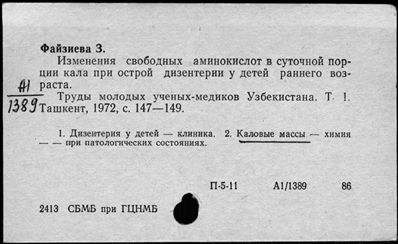 Файзиева З.
Изменения свободных аминокислот в суточной пор-
ции кала при острой дизентерии у детей раннего воз-
раста.
А1
1389
Труды молодых ученых-медиков Узбекистана. Т. 1.
Ташкент, 1972, с. 147—149.
1. Дизентерия у детей — клиника. 2. Каловые массы — химия
— — при патологических состояниях.
П-5-11 А1/1389 86
2413 СБМБ при ГЦНМБ